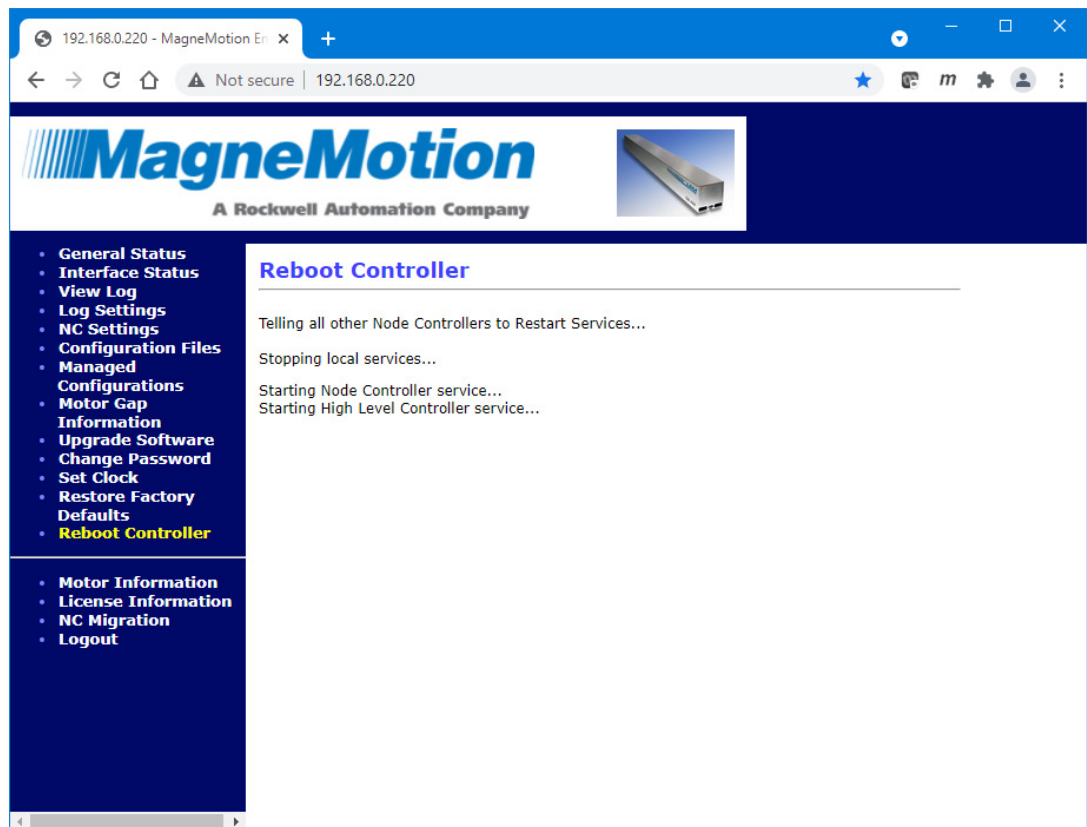 192.168.0.220 - MagneMotion En
Not secure | 192.168.0.220
m
MagneMotion
A Rockwell Automation Company
General Status
Interface Status
View Log
Log Settings
NC Settings
Configuration Files
Managed
Configurations
Motor Gap
Information
Upgrade Software
Change Password
Set Clock
Restore Factory
Defaults
Reboot Controller
Motor Information
License Information
NC Migration
Logout
Reboot Controller
Telling all other Node Controllers to Restart Services...
Stopping local services...
Starting Node Controller service...
Starting High Level Controller service...